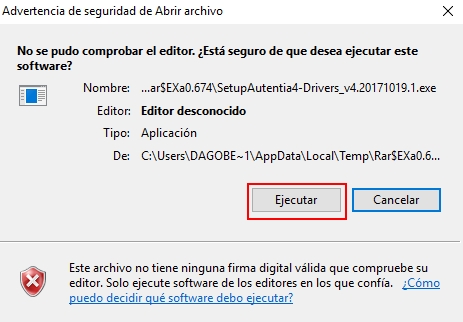 Advertencia de seguridad de Abrir archivo
No se pudo comprobar el editor. ¿Está seguro de que desea ejecutar este
software?
Nombre: ...ar$EXa0.674\SetupAutentia4-Drivers_v4.20171019.1.exe
Editor: Editor desconocido
Tipo: Aplicación
De: C:\Users\DAGOBE~1\AppData\Local\Temp\Rar$EXa0.6...
Ejecutar Cancelar
Este archivo no tiene ninguna firma digital válida que compruebe su
editor. Solo ejecute software de los editores en los que confía. ¿Cómo
puedo decidir qué software debo ejecutar?